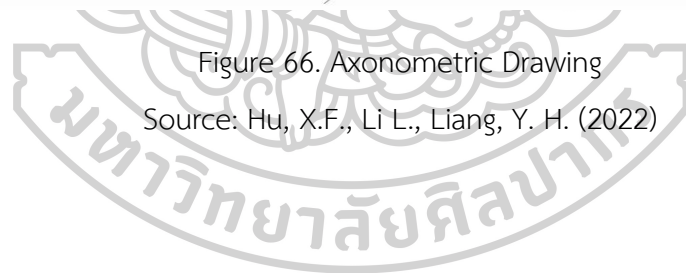 Figure 66. Axonometric Drawing
Source: Hu, X.F., Li L., Liang, Y. H. (2022)
มหาวิทยาลัยศิลปากร